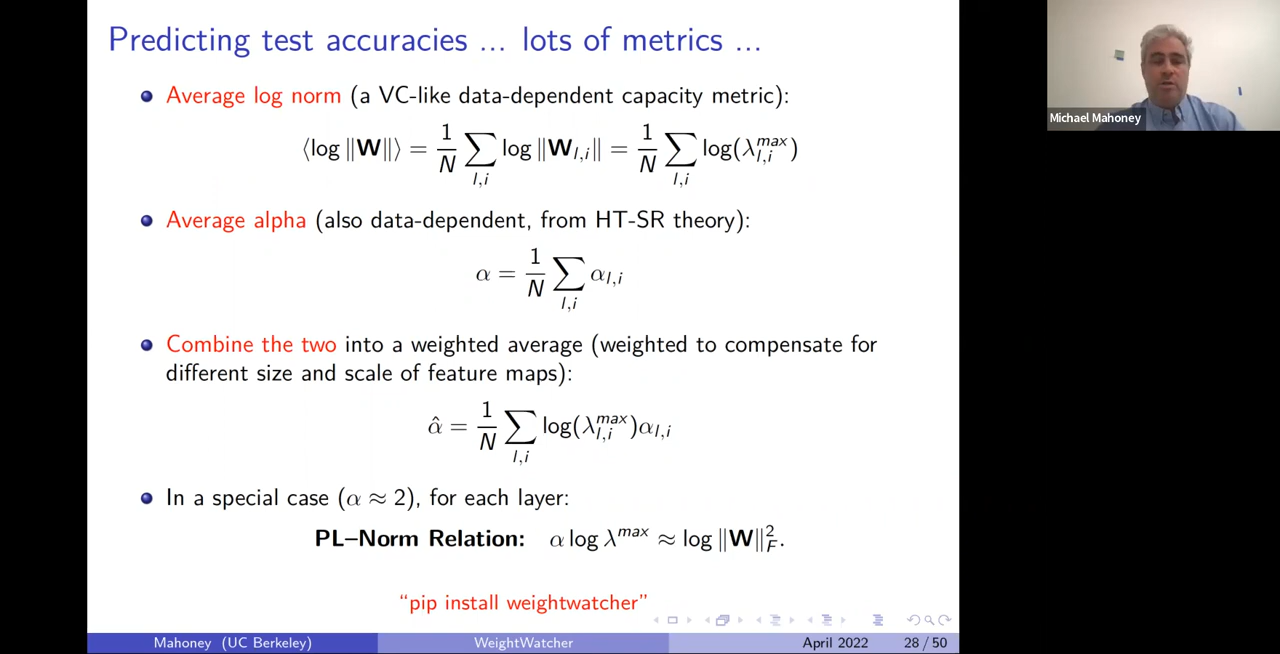 Predicting test accuracies ... lots of metrics ...
Average log norm (a VC-like data-dependent capacity metric):
⟨log ‖W‖⟩ = 1/N ∑_{l,i} log ‖W_{l,i}‖ = 1/N ∑_{l,i} log(λ_{l,i}^{max})
Average alpha (also data-dependent, from HT-SR theory):
α = 1/N ∑_{l,i} α_{l,i}
Combine the two into a weighted average (weighted to compensate for
different size and scale of feature maps):
α̂ = 1/N ∑_{l,i} log(λ_{l,i}^{max})α_{l,i}
In a special case (α ≈ 2), for each layer:
PL–Norm Relation: α log λ^{max} ≈ log ‖W‖_F^2.
“pip install weightwatcher”
Mahoney (UC Berkeley) WeightWatcher April 2022 28 / 50
Michael Mahoney